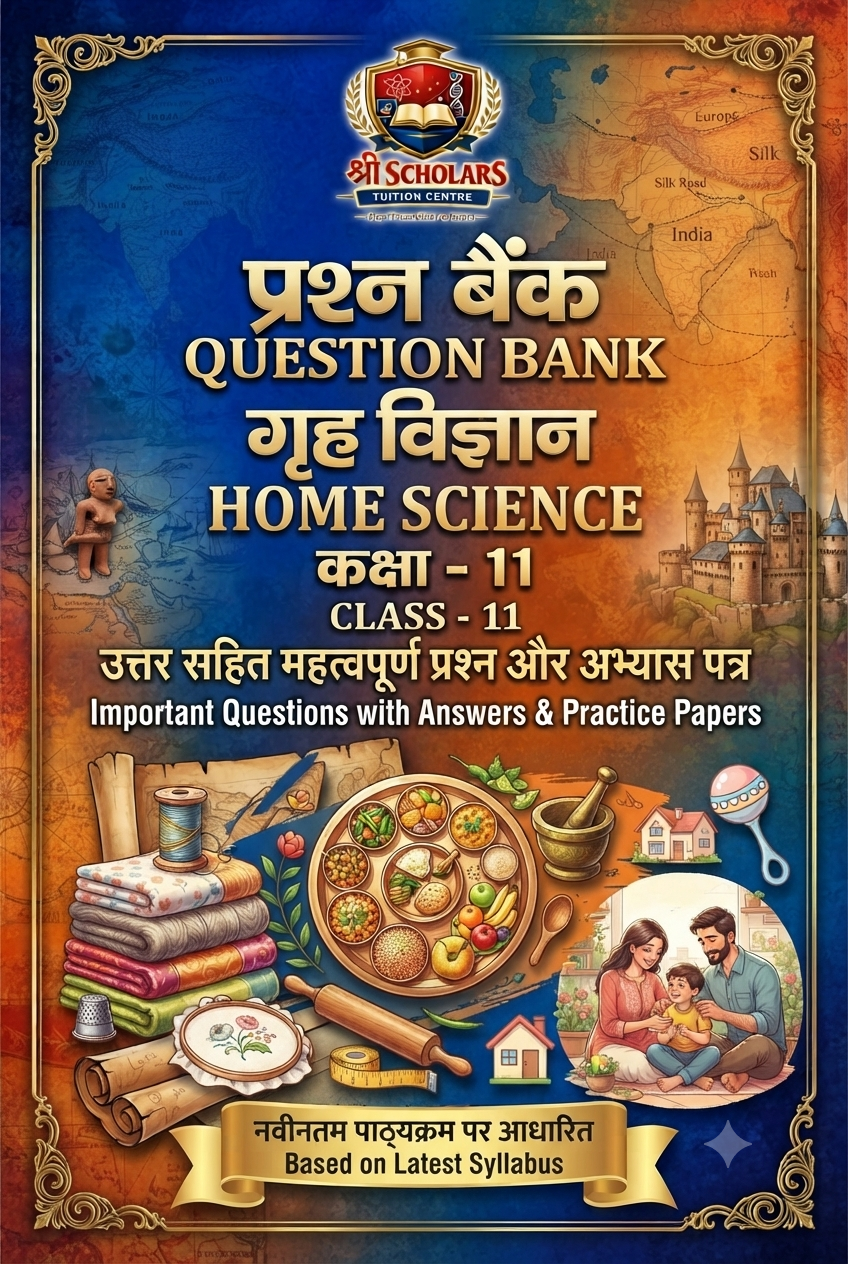 श्री SCHOLARS
TUITION CENTRE
Europe
Silk
Silk Road
India
India
प्रश्न बैंक
QUESTION BANK
गृह विज्ञान
HOME SCIENCE
कक्षा - 11
CLASS - 11
उत्तर सहित महत्वपूर्ण प्रश्न और अभ्यास पत्र
Important Questions with Answers & Practice Papers
नवीनतम पाठ्यक्रम पर आधारित
Based on Latest Syllabus